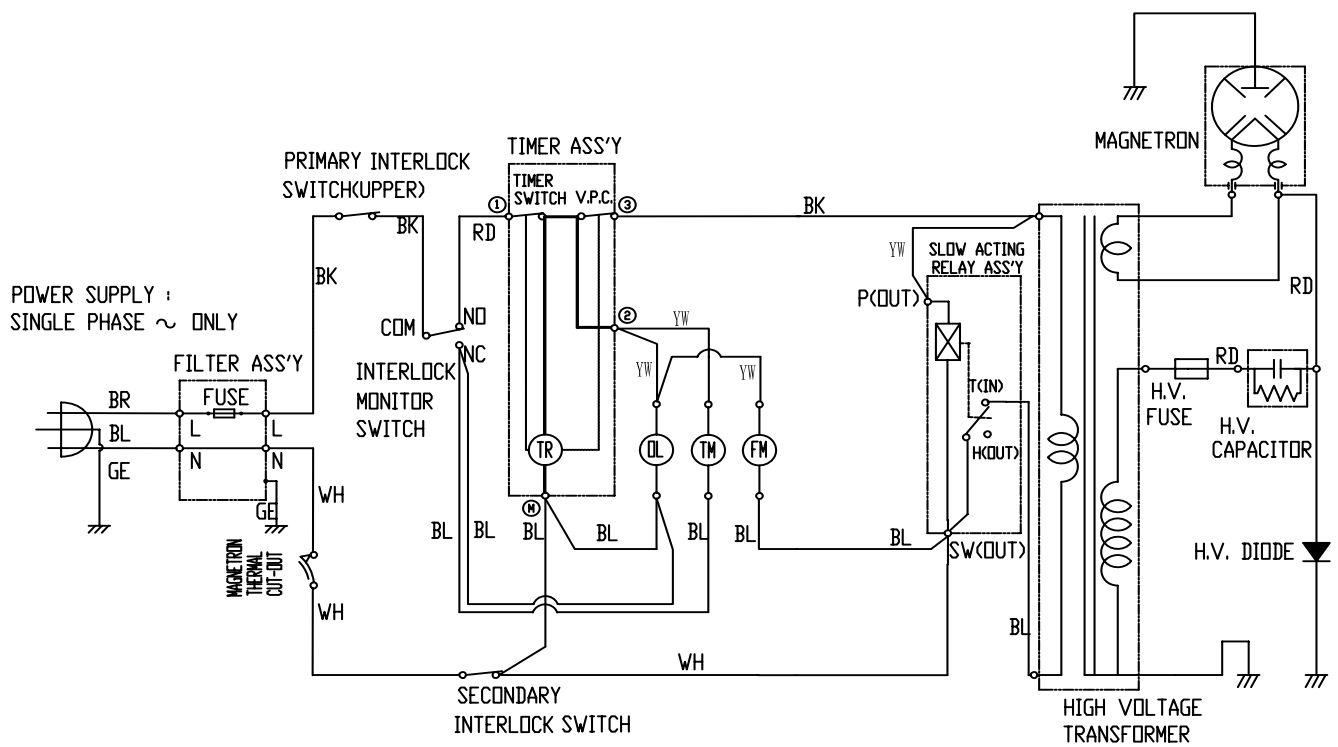 MAGNETRON
TIMER ASS'Y
PRIMARY INTERLOCK
SWITCH(UPPER)
TIMER
SWITCH V.P.C.
1
3
BK
BK
RD
YW
SLOW ACTING
RELAY ASS'Y
BK
POWER SUPPLY :
SINGLE PHASE ~ ONLY
P(OUT)
RD
COM
NO
NC
2
YW
FILTER ASS'Y
FUSE
INTERLOCK
MONITOR
SWITCH
YW
YW
T(IN)
H(OUT)
RD
H.V.
FUSE
H.V.
CAPACITOR
BR
BL
GE
L
L
N
N
TR
OL
TM
FM
WH
GE
M
BL
BL
BL
BL
BL
BL
BL
SW(OUT)
H.V. DIODE
MAGNETRON
THERMAL
CUT-OUT
WH
BL
WH
SECONDARY
INTERLOCK SWITCH
HIGH VOLTAGE
TRANSFORMER